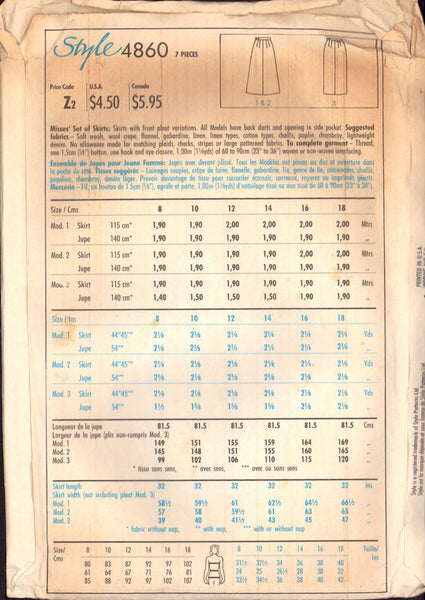 Style 4860 7 PIECES
Price Code U.S.A. Canada
Z2 $4.50 $5.95
1 & 2 3
Misses' Set of Skirts: Skirts with front pleat variations. All Models have back darts and opening in side pocket. Suggested
fabrics – Soft wools, wool crepe, flannel, gabardine, linen, linen types, cotton types, challis, poplin, chambray, lightweight
denim. No allowance made for matching plaids, checks, stripes or large patterned fabrics. To complete garment – Thread,
one 1.5cm (⅝") button, one hook and eye closure, 1,00m (1⅛yds) of 60 to 90cm (23" to 36") woven or non-woven interfacing.
Ensemble de Jupes pour Jeune Femme: Jupes avec devant plissé. Tous les Modèles ont pinces au dos et ouverture dans
la poche du côté. Tissus suggérés – Lainages souples, crêpe de laine, flanelle, gabardine, lin, genre de lin, cotonnades, challis,
popeline, chambray, denim léger. Prévoir davantage de tissu pour raccorder écossais, carreaux, rayures ou imprimés géants.
Mercerie – Fil, un bouton de 1,5cm (⅝"), agrafe et porte, 1,00m (1⅛yds) d'entoilage tissé ou non tissé de 60 à 90cm (23" à 36").
Size / Cms 8 10 12 14 16 18
Mod. 1 Skirt 115 cm* 1,90 1,90 2,00 2,00 2,00 2,00 Mtrs
Jupe 140 cm* 1,90 1,90 1,90 1,90 1,90 1,90 ,,
Mod. 2 Skirt 115 cm* 1,90 1,90 2,00 2,00 2,00 2,00 Mtrs
Jupe 140 cm* 1,90 1,90 1,90 1,90 1,90 1,90 ,,
Mod. 3 Skirt 115 cm* 1,90 1,90 1,90 1,90 1,90 1,90 Mtrs
Jupe 140 cm* 1,40 1,50 1,50 1,50 1,90 1,90 ,,
Size / Ins 8 10 12 14 16 18
Mod. 1 Skirt 44"45"* 2⅛ 2⅛ 2⅛ 2⅛ 2⅛ 2⅛ Yds
Jupe 54"* 2⅛ 2⅛ 2⅛ 2⅛ 2⅛ 2⅛ ,,
Mod. 2 Skirt 44"45"* 2⅛ 2⅛ 2⅛ 2⅛ 2⅛ 2⅛ Yds
Jupe 54"* 2⅛ 2⅛ 2⅛ 2⅛ 2⅛ 2⅛ ,,
Mod. 3 Skirt 44"45"* 2⅛ 2⅛ 2⅛ 2⅛ 2⅛ 2⅛ Yds
Jupe 54"* 1⅝ 1⅝ 1⅝ 1⅝ 2⅛ 2⅛ ,,
Longueur de la jupe 81.5 81.5 81.5 81.5 81.5 81.5 Cms
Largeur de la jupe (plis non-compris Mod. 3)
Mod. 1 149 151 155 159 164 169 ,,
Mod. 2 145 148 151 155 160 165 ,,
Mod. 3 99 102 106 110 115 120 ,,
* tissu sans sens, ** avec sens, *** avec ou sans sens
Skirt length 32 32 32 32 32 32 Ins
Skirt width (not including pleat Mod. 3)
Mod. 1 58½ 59½ 61 62½ 64½ 66½ ,,
Mod. 2 57 58 59½ 61 63 65 ,,
Mod. 3 39 40 41½ 43 45 47 ,,
* fabric without nap, ** with nap, *** with or without nap
Size/ 8 10 12 14 16 18 8 10 12 14 16 18 Taille/
Cms 80 83 87 92 97 102 31½ 32½ 34 36 38 40 Ins
61 64 67 71 76 81 24 25 26½ 28 30 32 ,,
85 88 92 97 102 107 33½ 34½ 36 38 40 42 ,,
PRINTED IN U.S.A.
Style is a registered trade mark of Style Patterns Ltd.